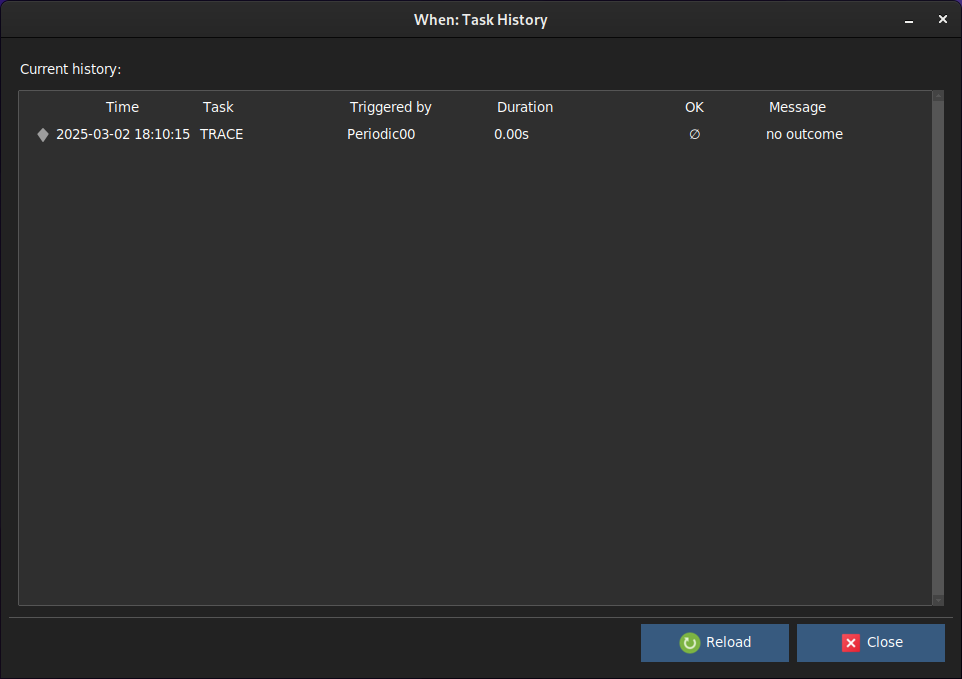 When: Task History
Current history:
Time Task Triggered by Duration OK Message
2025-03-02 18:10:15 TRACE Periodic00 0.00s ∅ no outcome
Reload Close